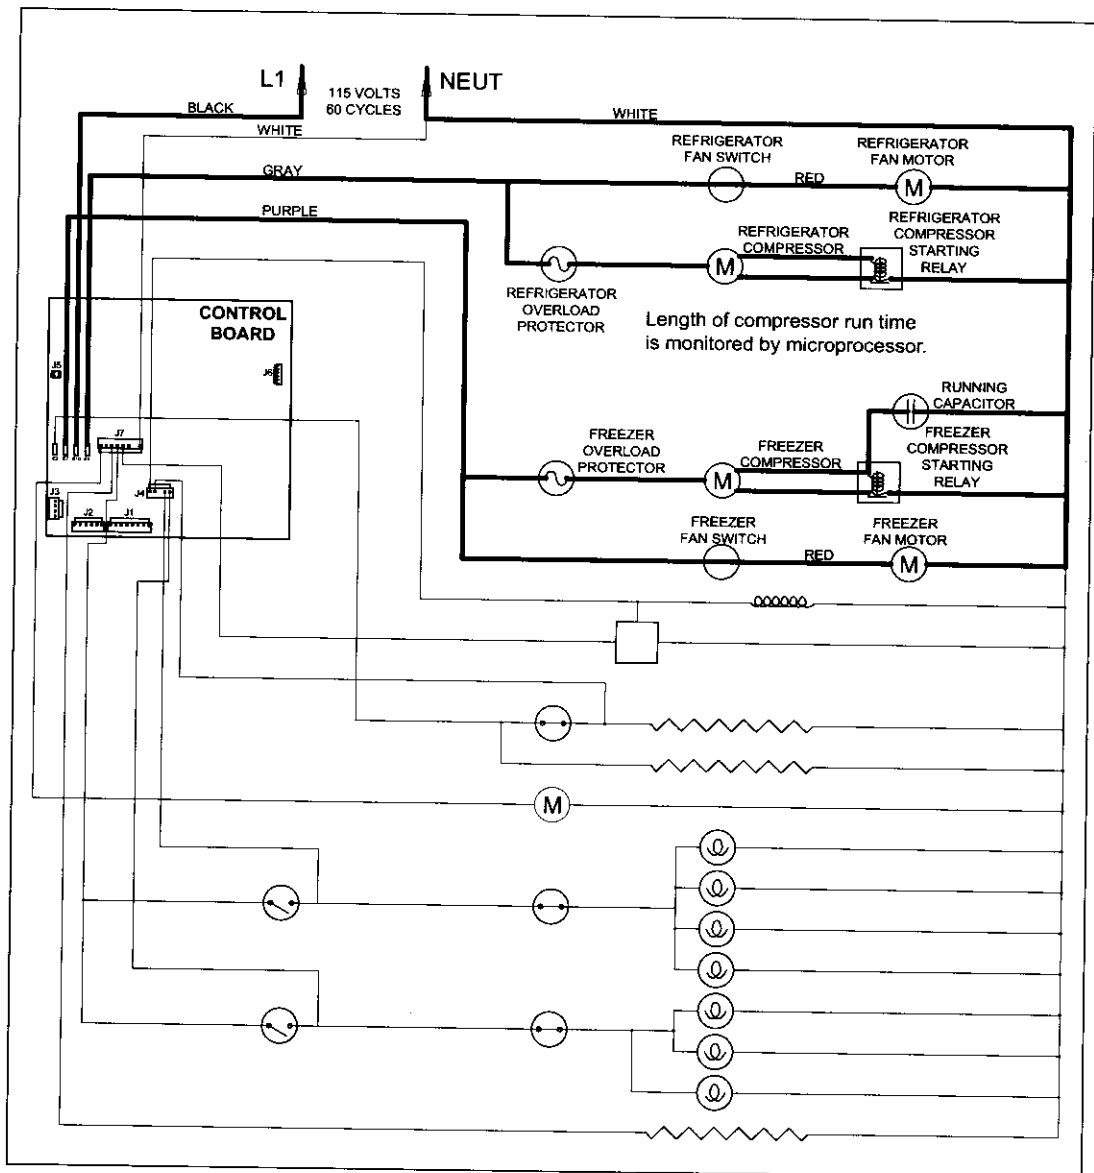 L1
115 VOLTS
60 CYCLES
NEUT
BLACK
WHITE
WHITE
GRAY
PURPLE
REFRIGERATOR
FAN SWITCH
RED
REFRIGERATOR
FAN MOTOR
M
REFRIGERATOR
OVERLOAD
PROTECTOR
REFRIGERATOR
COMPRESSOR
M
REFRIGERATOR
COMPRESSOR
STARTING
RELAY
Length of compressor run time
is monitored by microprocessor.
CONTROL
BOARD
J5
J6
J7
J4
J3
J2
J1
RUNNING
CAPACITOR
FREEZER
OVERLOAD
PROTECTOR
FREEZER
COMPRESSOR
M
FREEZER
COMPRESSOR
STARTING
RELAY
FREEZER
FAN SWITCH
RED
FREEZER
FAN MOTOR
M
M